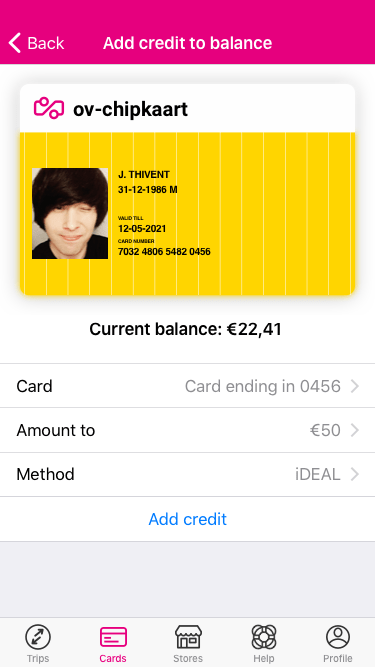 Back
Add credit to balance
ov-chipkaart
J. THIVENT
31-12-1986 M
VALID TILL
12-05-2021
CARD NUMBER
7032 4806 5482 0456
Current balance: €22,41
Card
Card ending in 0456
Amount to
€50
Method
iDEAL
Add credit
Trips
Cards
Stores
Help
Profile